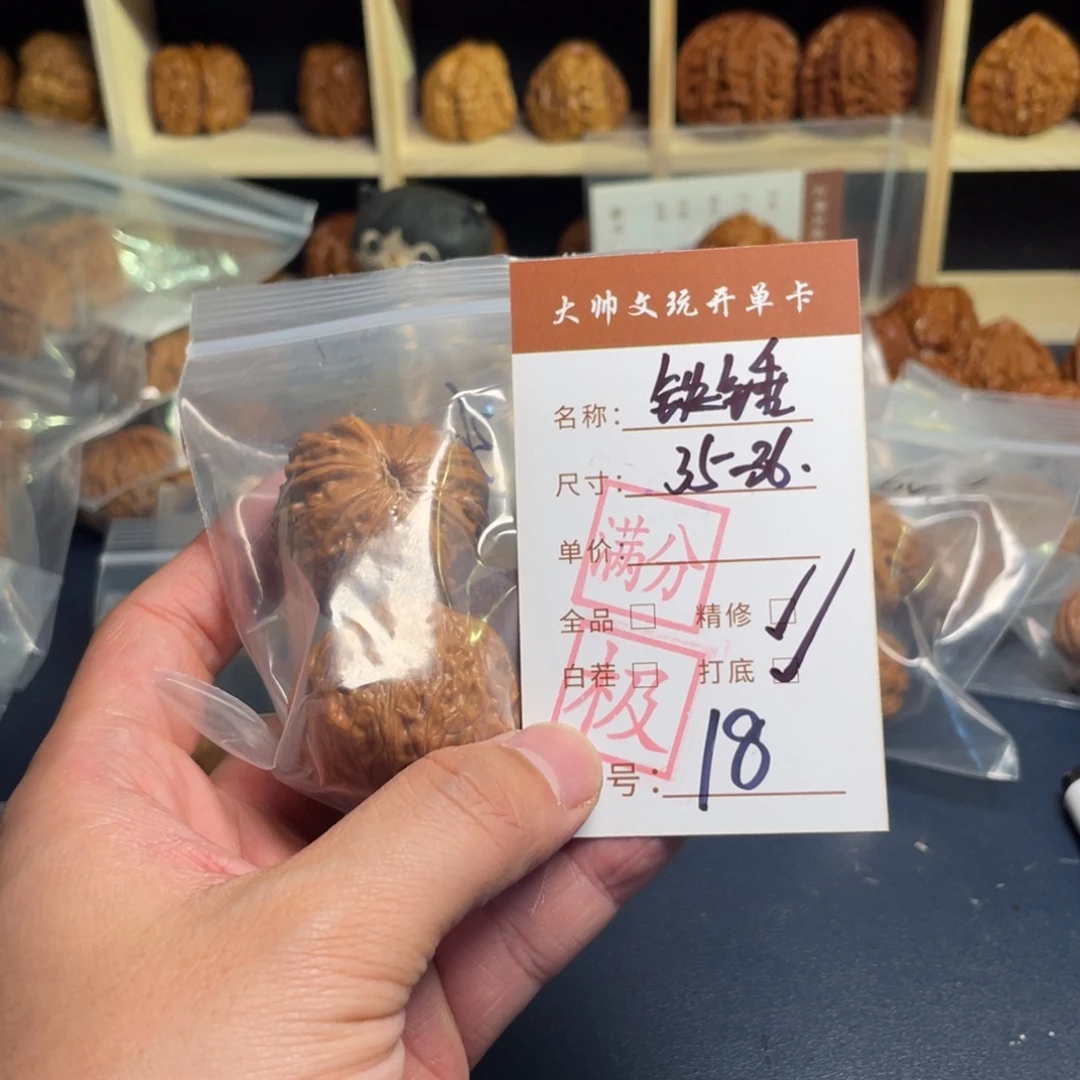 大帅文玩开单卡
名称：铁锤
尺寸：35-36.
单价：
满分
全品 □ 精修 ☑
白茬 □ 打底 ☑
极
号：18